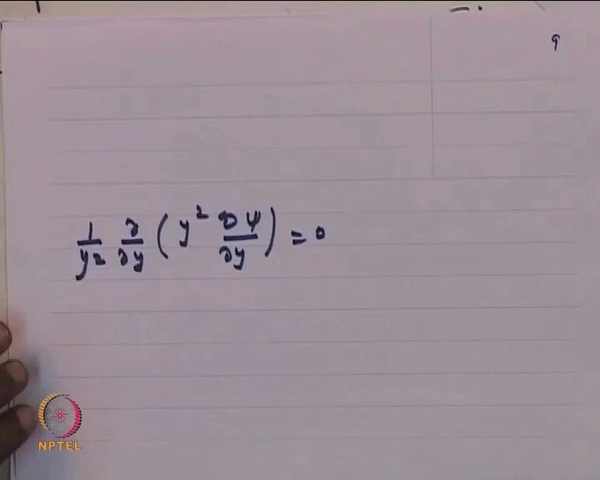 9
1/y² ∂/∂y (y² ∂ψ/∂y) = 0
NPTEL